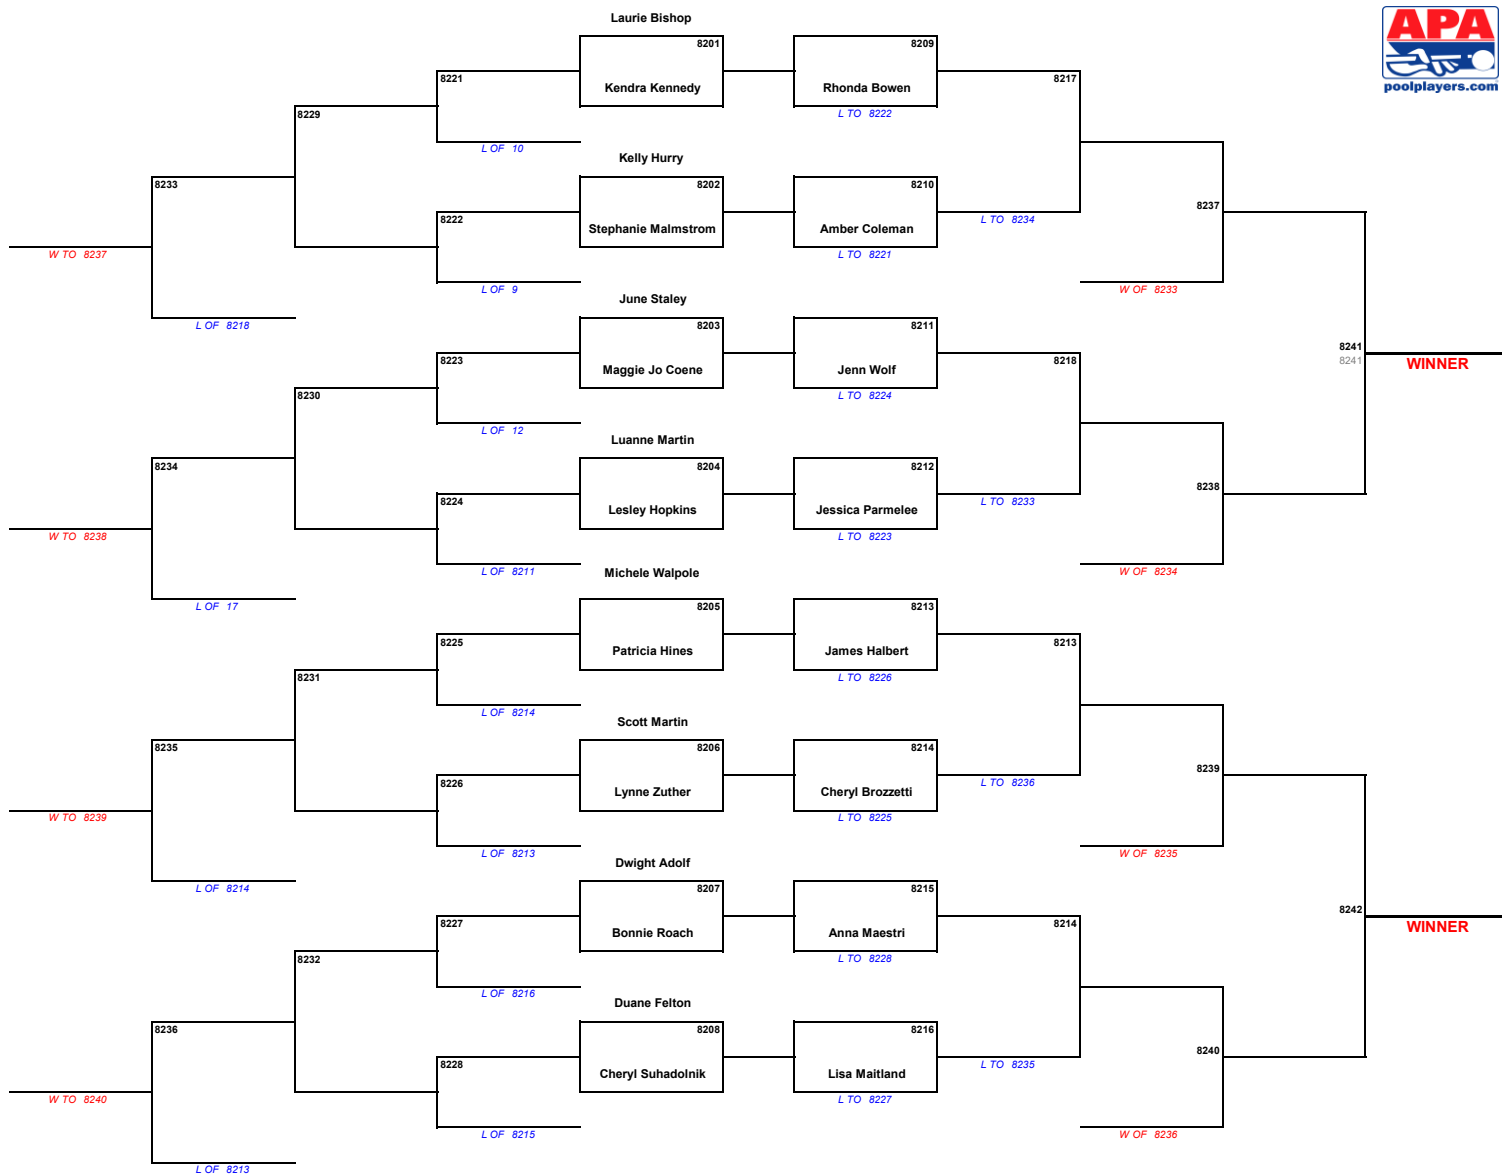 Laurie Bishop
APA
poolplayers.com
8201
8209
8221
8217
Kendra Kennedy
Rhonda Bowen
8229
L TO 8222
L OF 10
Kelly Hurry
8233
8202
8210
8237
8222
L TO 8234
Stephanie Malmstrom
Amber Coleman
W TO 8237
L TO 8221
L OF 9
W OF 8233
June Staley
L OF 8218
8203
8211
8241
8223
8218
8241
WINNER
Maggie Jo Coene
Jenn Wolf
8230
L TO 8224
L OF 12
Luanne Martin
8234
8204
8212
8238
8224
L TO 8233
Lesley Hopkins
Jessica Parmelee
W TO 8238
L TO 8223
L OF 8211
W OF 8234
Michele Walpole
L OF 17
8205
8213
8225
8213
Patricia Hines
James Halbert
8231
L TO 8226
L OF 8214
Scott Martin
8235
8206
8214
8239
8226
L TO 8236
Lynne Zuther
Cheryl Brozzetti
W TO 8239
L TO 8225
L OF 8213
W OF 8235
Dwight Adolf
L OF 8214
8207
8215
8242
8227
8214
WINNER
Bonnie Roach
Anna Maestri
8232
L TO 8228
L OF 8216
Duane Felton
8236
8208
8216
8240
8228
L TO 8235
Cheryl Suhadolnik
Lisa Maitland
W TO 8240
L TO 8227
L OF 8215
W OF 8236
L OF 8213